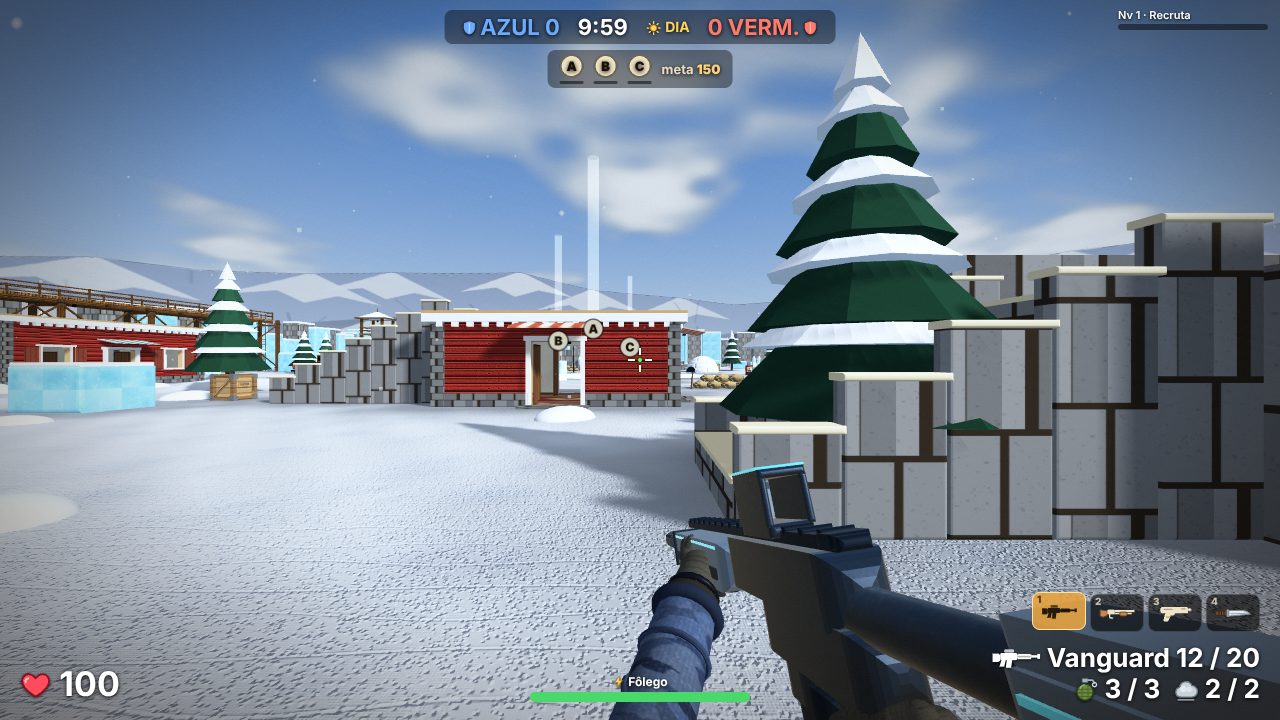 AZUL 0 9:59 DIA 0 VERM.
A B C meta 150
Nv 1 · Recruta
A
B
C
1 2 3 4
Vanguard 12 / 20
3 / 3 2 / 2
Fôlego
100